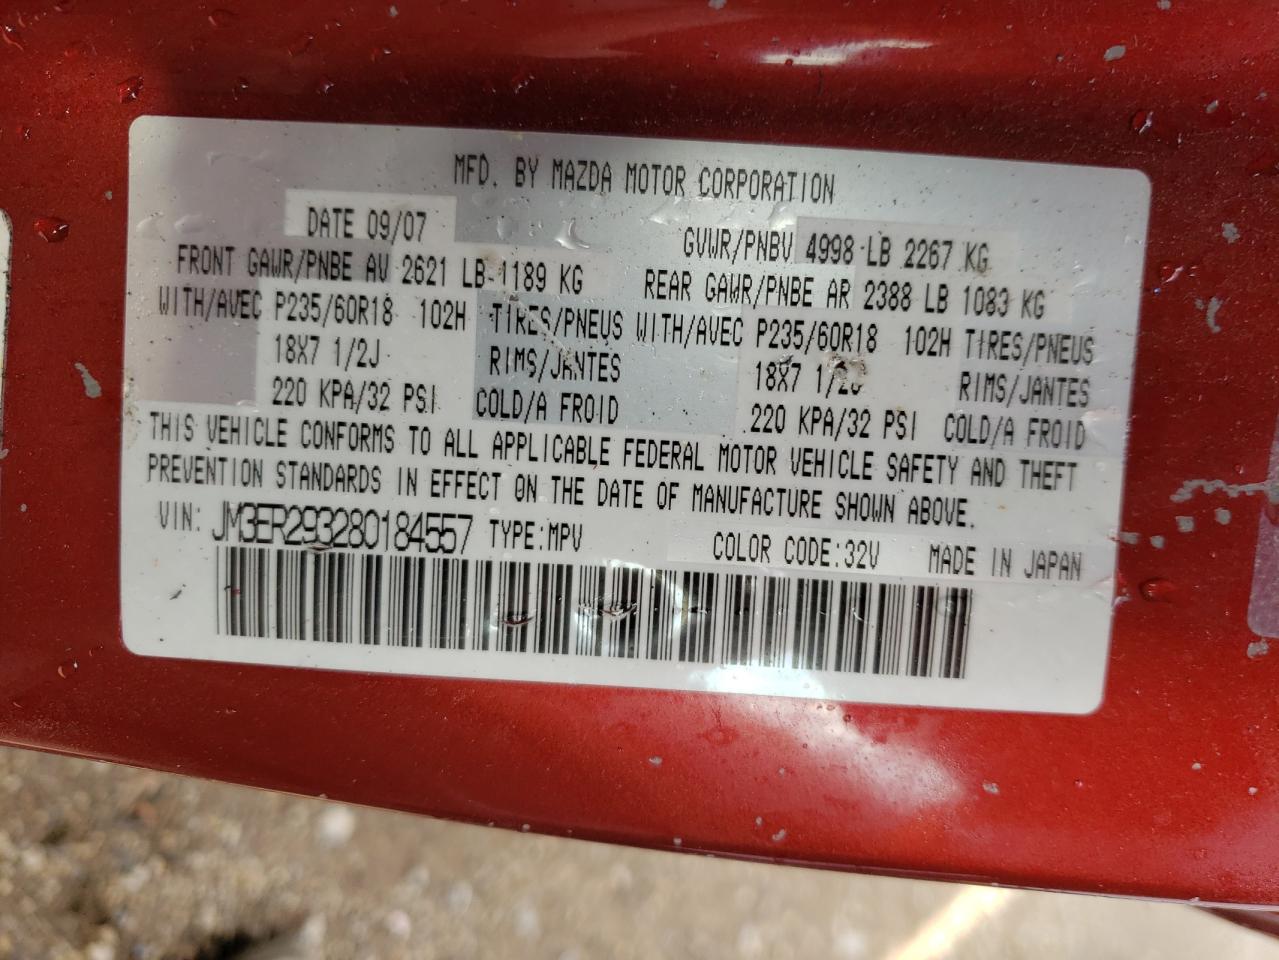 MFD. BY MAZDA MOTOR CORPORATION
DATE 09/07 GVWR/PNBV 4998 LB 2267 KG
FRONT GAWR/PNBE AV 2621 LB 1189 KG REAR GAWR/PNBE AR 2388 LB 1083 KG
WITH/AVEC P235/60R18 102H TIRES/PNEUS WITH/AVEC P235/60R18 102H TIRES/PNEUS
18X7 1/2J RIMS/JANTES 18X7 1/2J RIMS/JANTES
220 KPA/32 PSI COLD/A FROID 220 KPA/32 PSI COLD/A FROID
THIS VEHICLE CONFORMS TO ALL APPLICABLE FEDERAL MOTOR VEHICLE SAFETY AND THEFT
PREVENTION STANDARDS IN EFFECT ON THE DATE OF MANUFACTURE SHOWN ABOVE.
VIN: JM3ER293280184557 TYPE:MPV COLOR CODE:32V MADE IN JAPAN